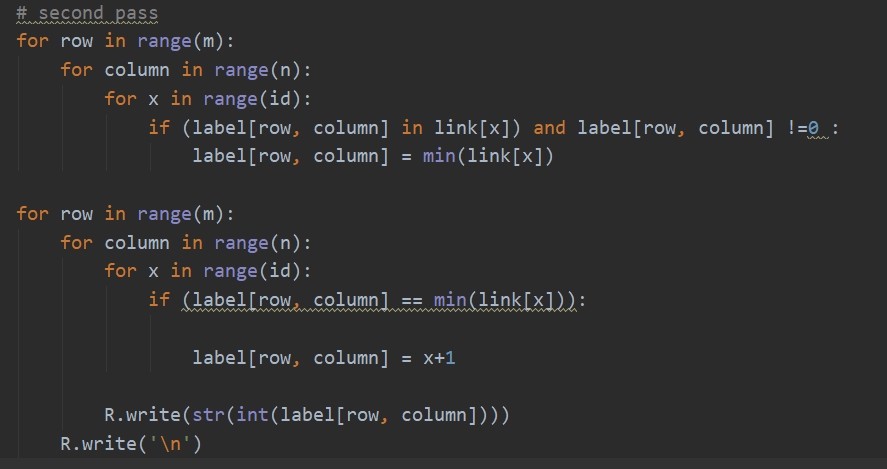 # second pass
for row in range(m):
    for column in range(n):
        for x in range(id):
            if (label[row, column] in link[x]) and label[row, column] !=0 :
                label[row, column] = min(link[x])
for row in range(m):
    for column in range(n):
        for x in range(id):
            if (label[row, column] == min(link[x])):
                label[row, column] = x+1
        R.write(str(int(label[row, column])))
    R.write('\n')